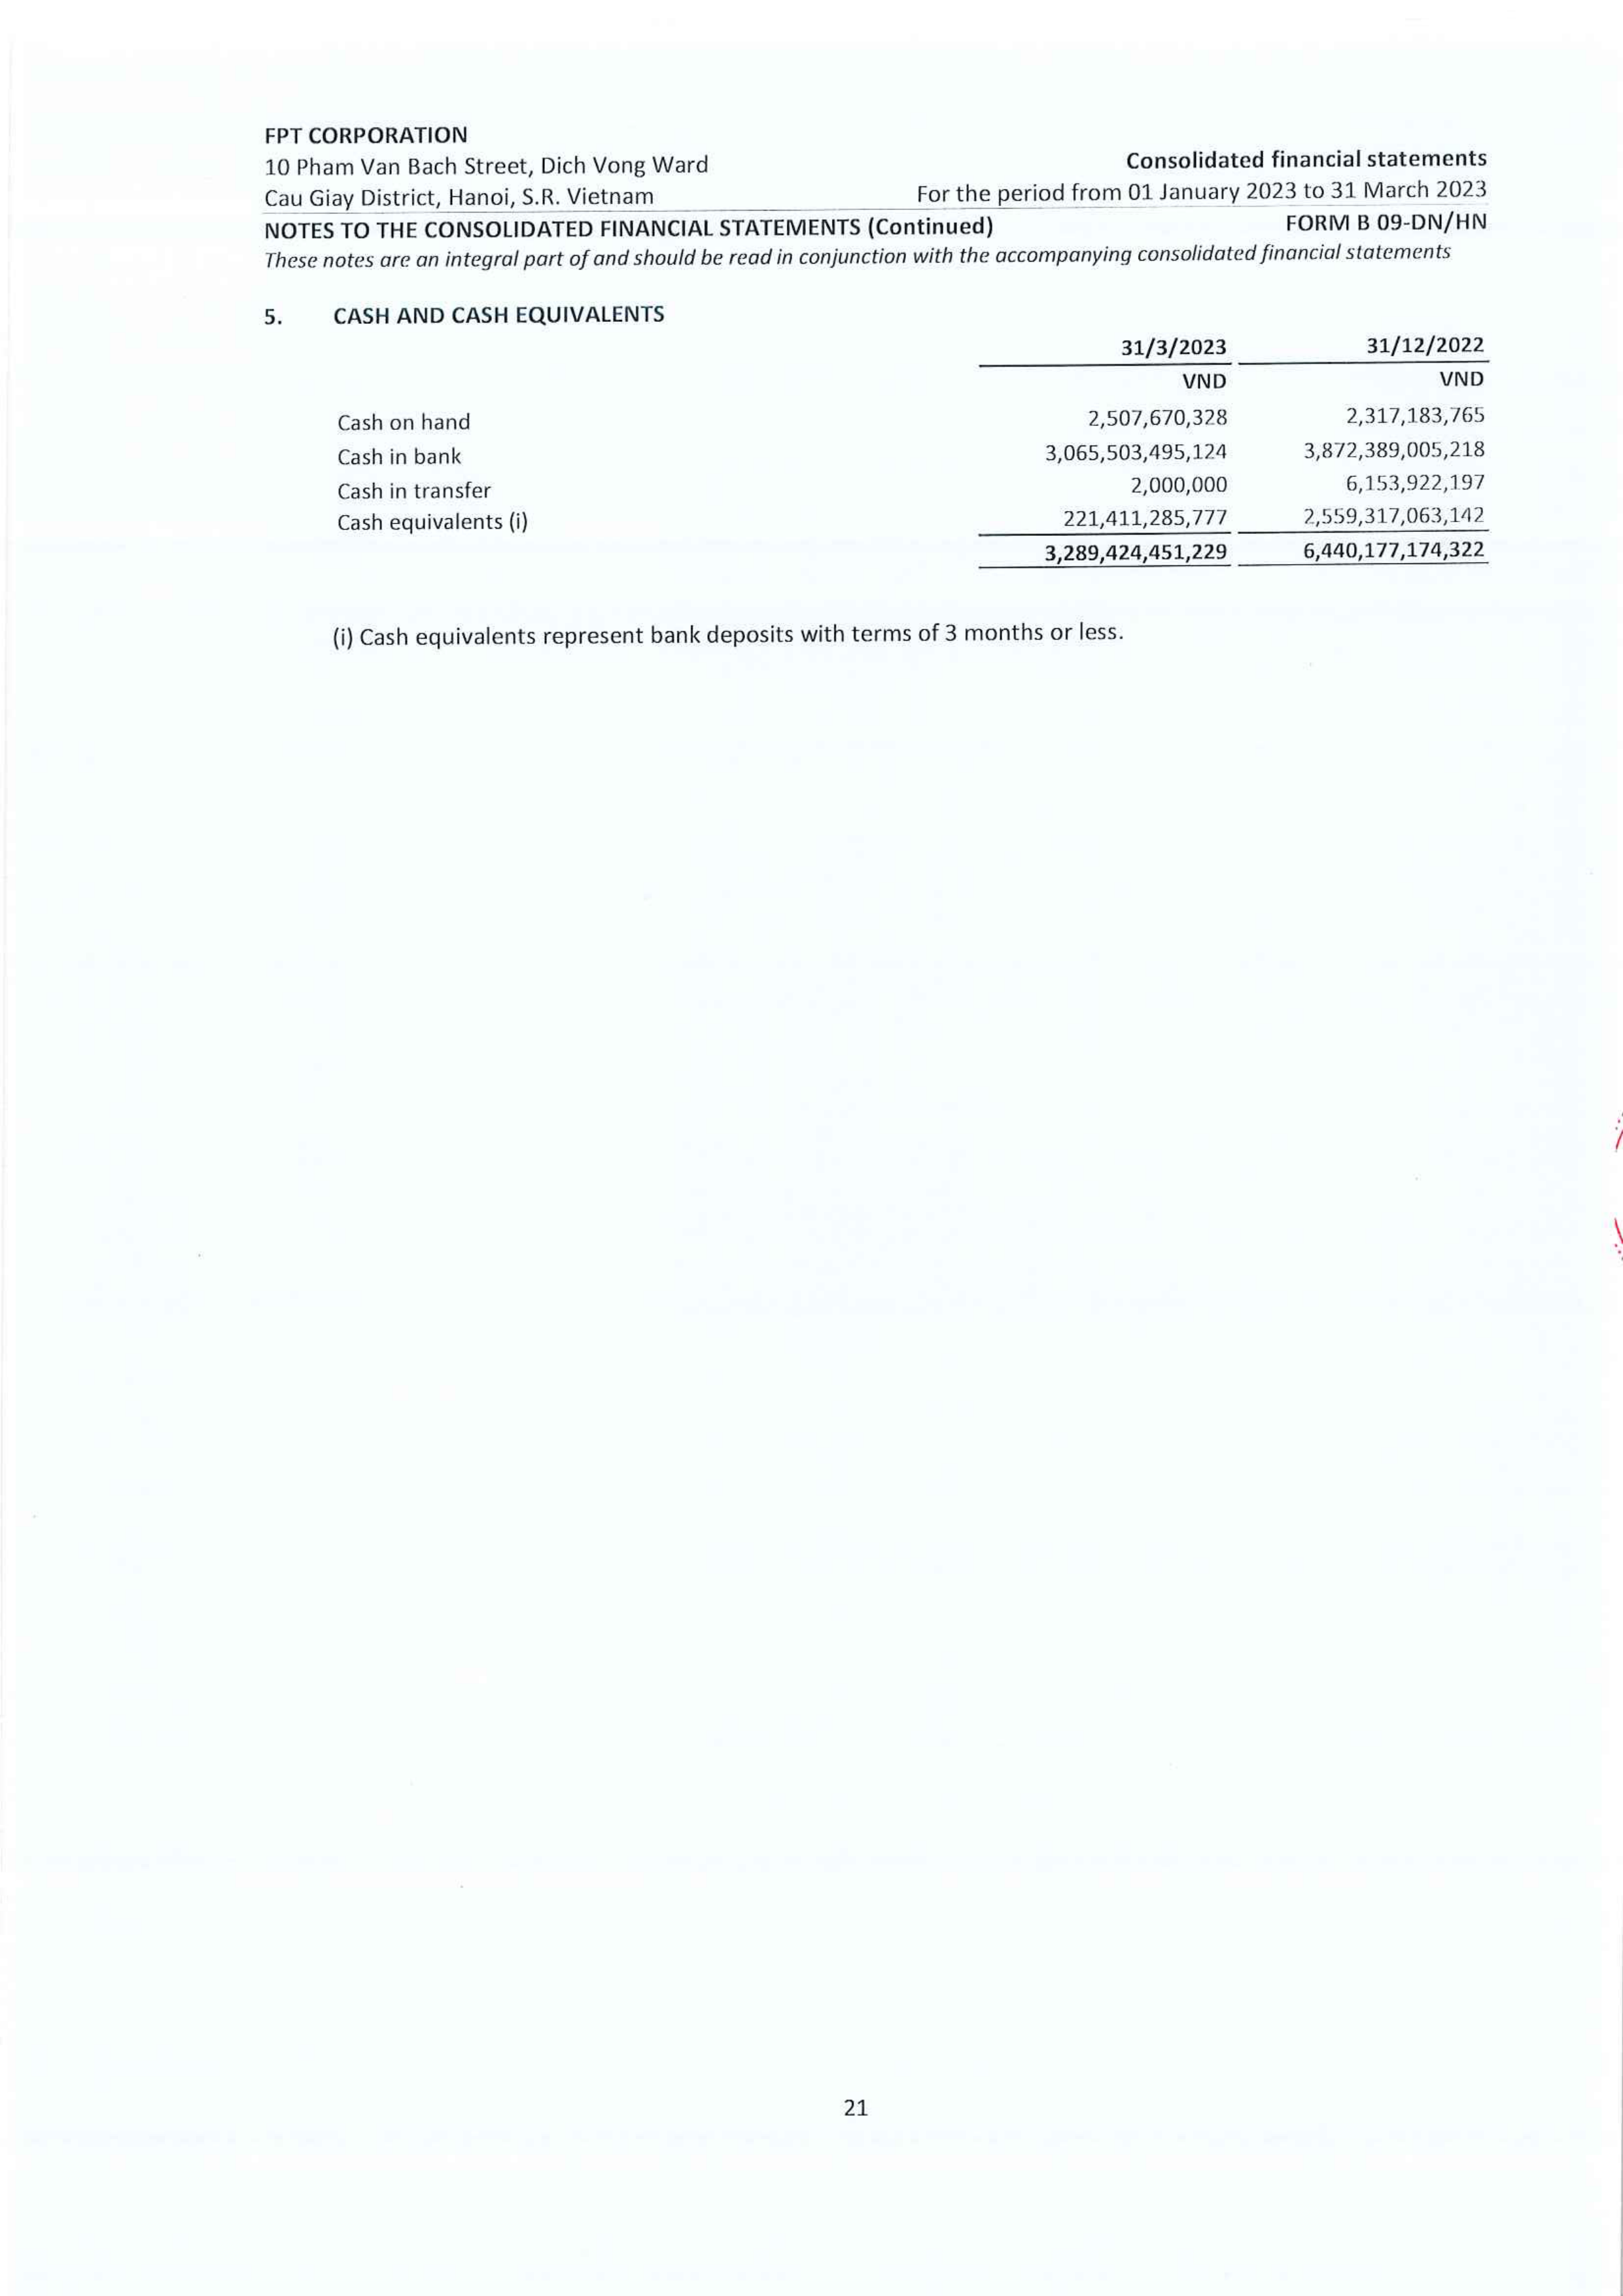 FPT CORPORATION
10 Pham Van Bach Street, Dich Vong Ward
Cau Giay District, Hanoi, S.R. Vietnam
Consolidated financial statements
For the period from 01 January 2023 to 31 March 2023
NOTES TO THE CONSOLIDATED FINANCIAL STATEMENTS (Continued) FORM B 09-DN/HN
These notes are an integral part of and should be read in conjunction with the accompanying consolidated financial statements
5. CASH AND CASH EQUIVALENTS
31/3/2023 31/12/2022
VND VND
Cash on hand 2,507,670,328 2,317,183,765
Cash in bank 3,065,503,495,124 3,872,389,005,218
Cash in transfer 2,000,000 6,153,922,197
Cash equivalents (i) 221,411,285,777 2,559,317,063,142
3,289,424,451,229 6,440,177,174,322
(i) Cash equivalents represent bank deposits with terms of 3 months or less.
21